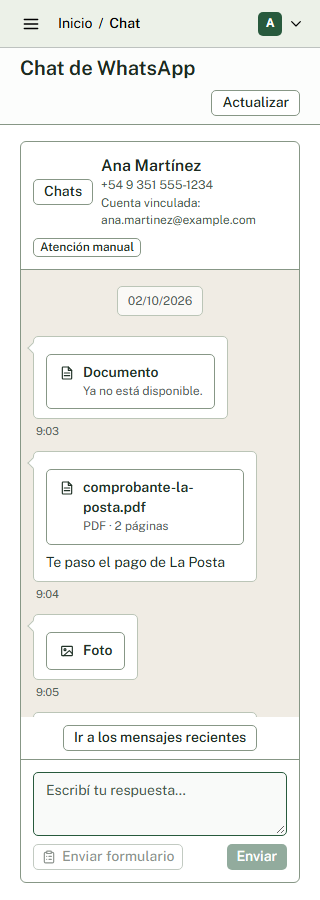 Inicio / Chat
A
Chat de WhatsApp
Actualizar
Chats
Ana Martínez
+54 9 351 555-1234
Cuenta vinculada:
ana.martinez@example.com
Atención manual
02/10/2026
Documento
Ya no está disponible.
9:03
comprobante-la-
posta.pdf
PDF · 2 páginas
Te paso el pago de La Posta
9:04
Foto
9:05
Ir a los mensajes recientes
Escribí tu respuesta...
Enviar formulario
Enviar